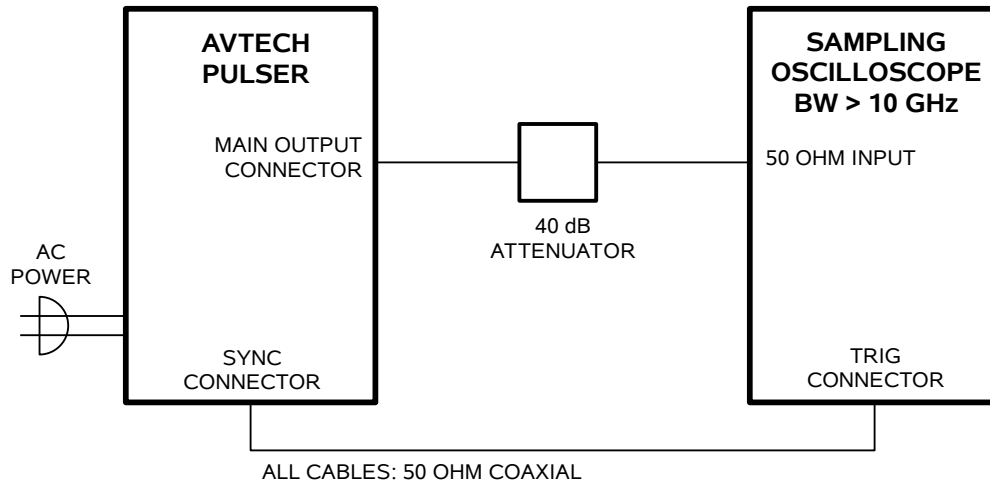 AVTECH
PULSER
SAMPLING
OSCILLOSCOPE
BW > 10 GHz
MAIN OUTPUT
CONNECTOR
50 OHM INPUT
40 dB
ATTENUATOR
AC
POWER
SYNC
CONNECTOR
TRIG
CONNECTOR
ALL CABLES: 50 OHM COAXIAL